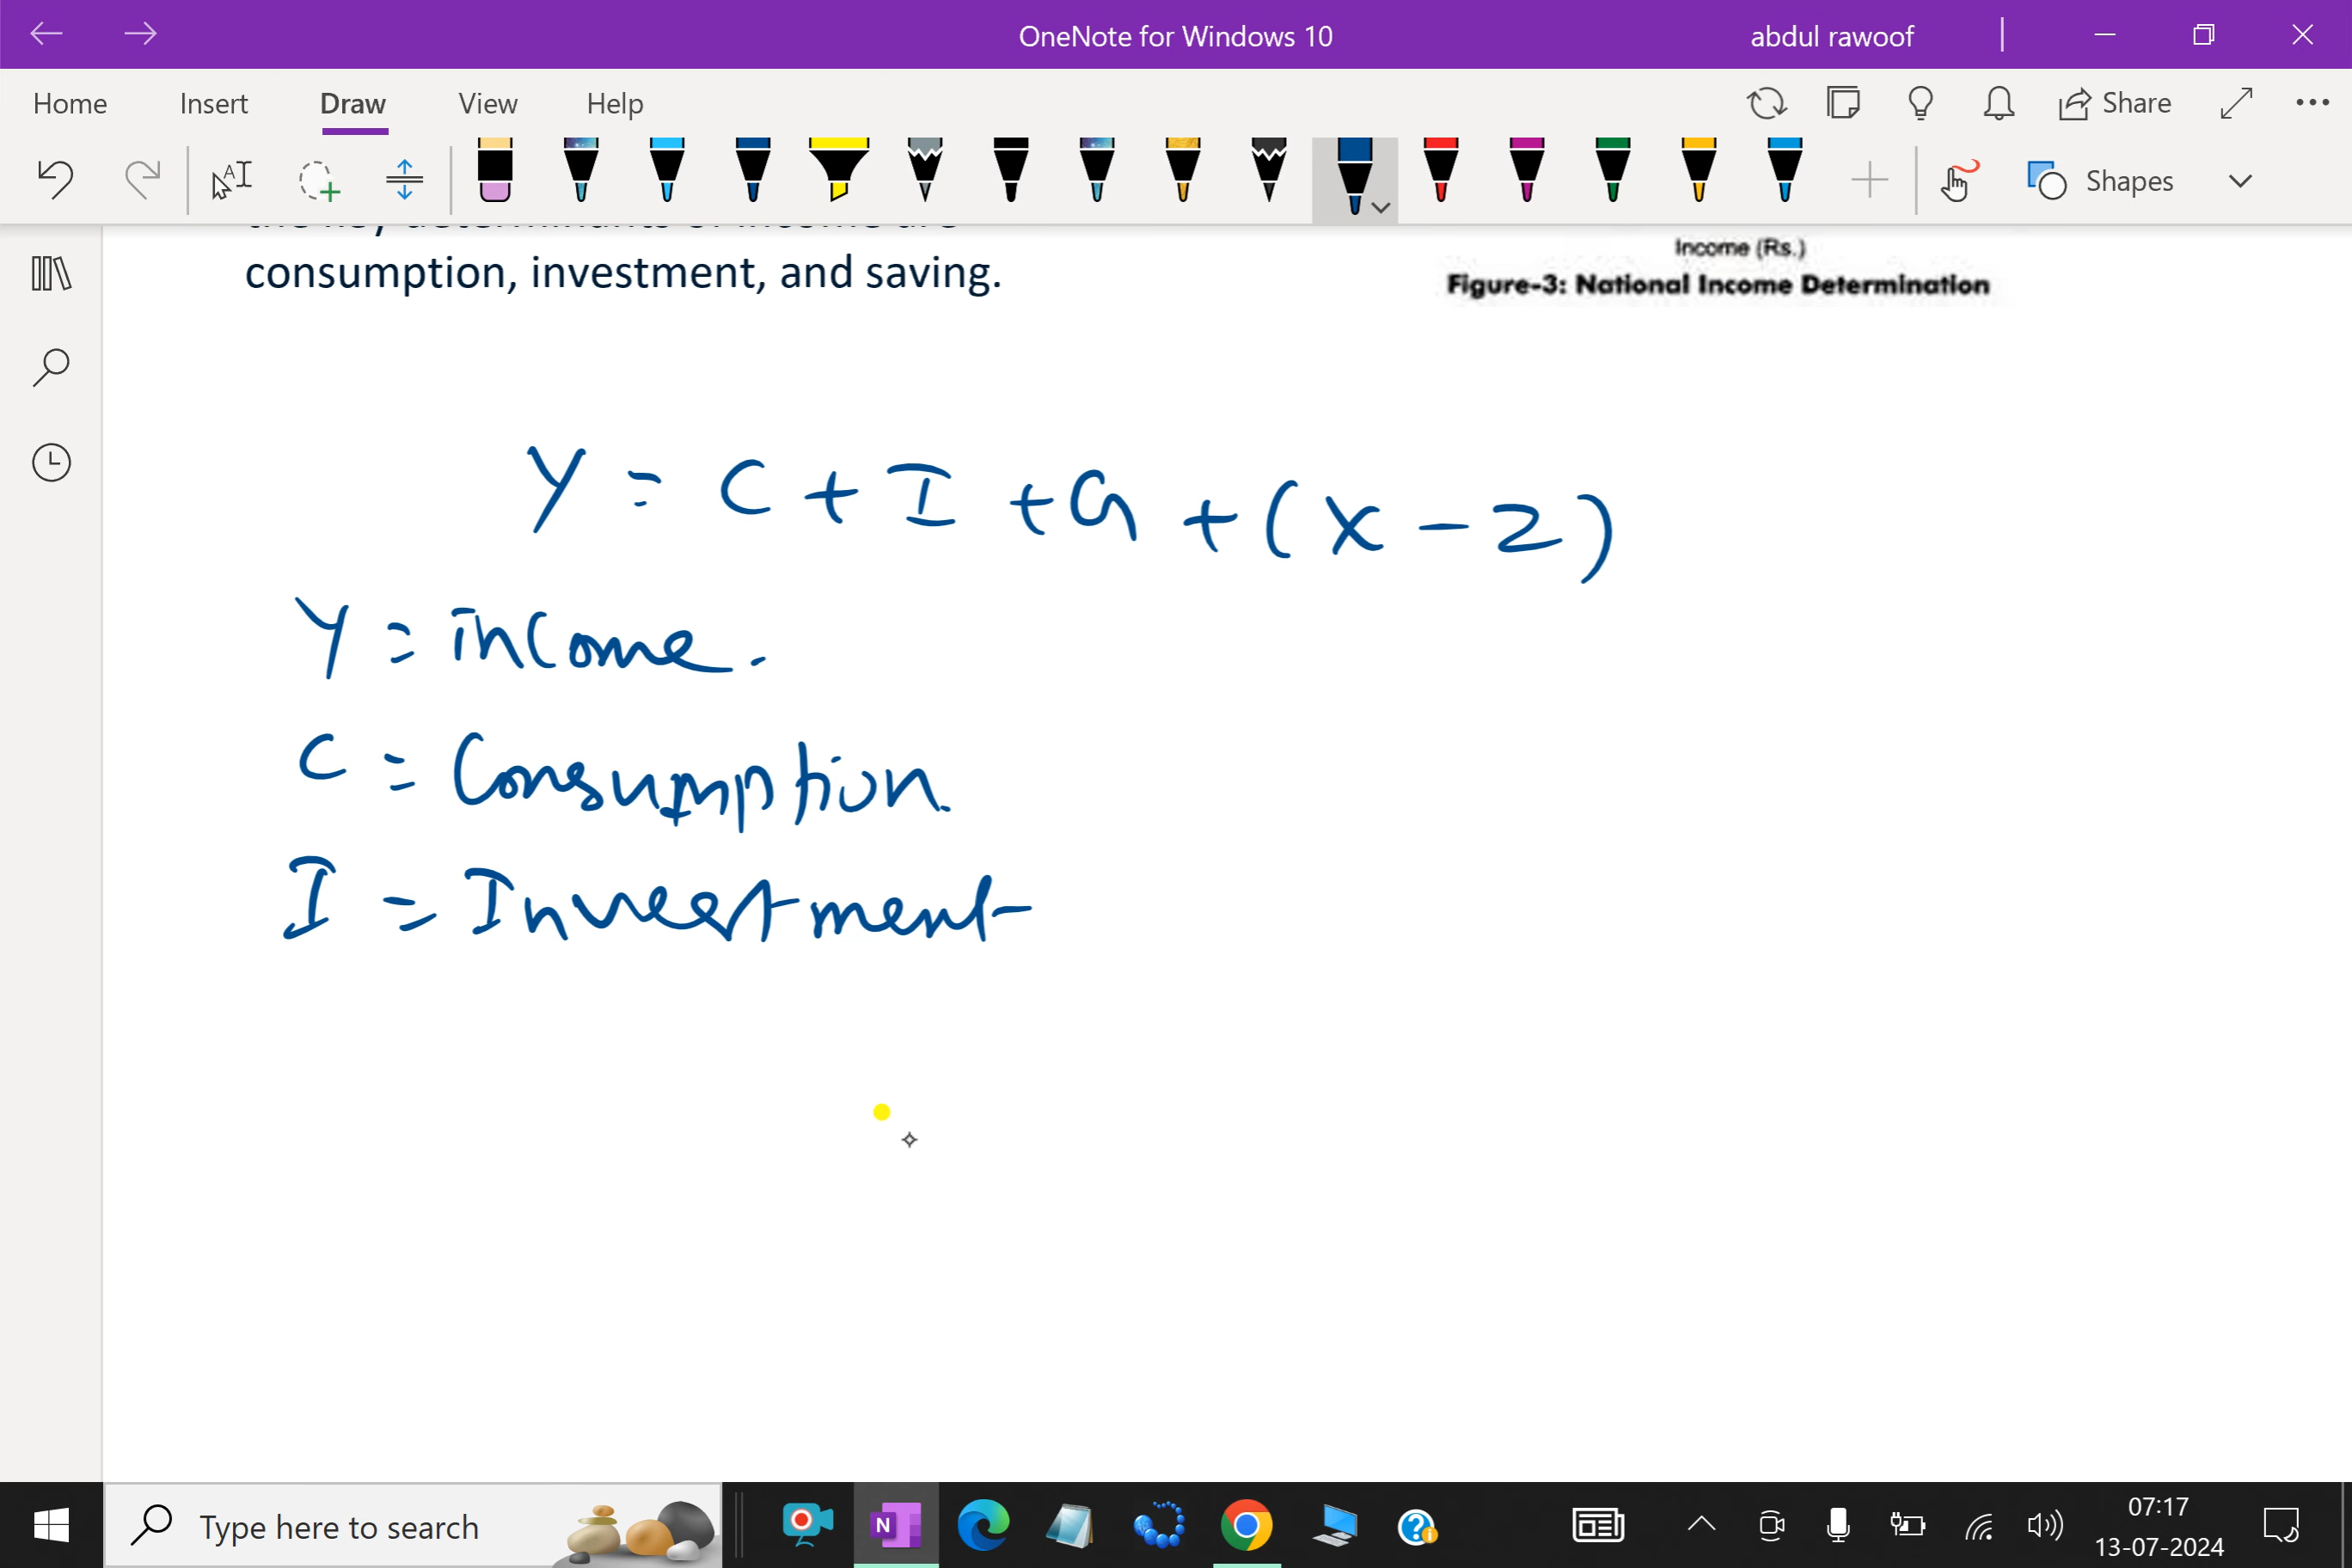 OneNote for Windows 10
abdul rawoof
Home Insert Draw View Help
Share
Shapes
consumption, investment, and saving.
Income (Rs.)
Figure-3: National Income Determination
Y = C + I + G + (X - Z)
Y = income.
C = Consumption.
I = Investment
Type here to search
07:17
13-07-2024